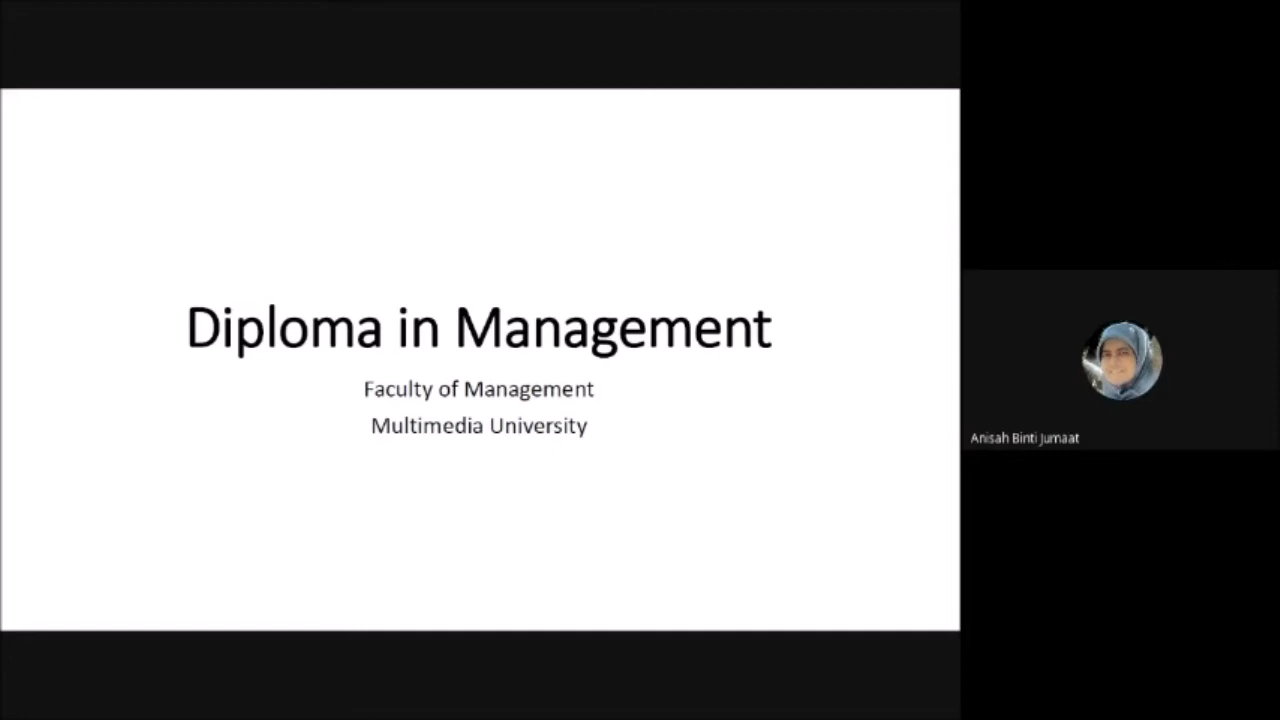 Diploma in Management
Faculty of Management
Multimedia University
Anisah Binti Jumaat